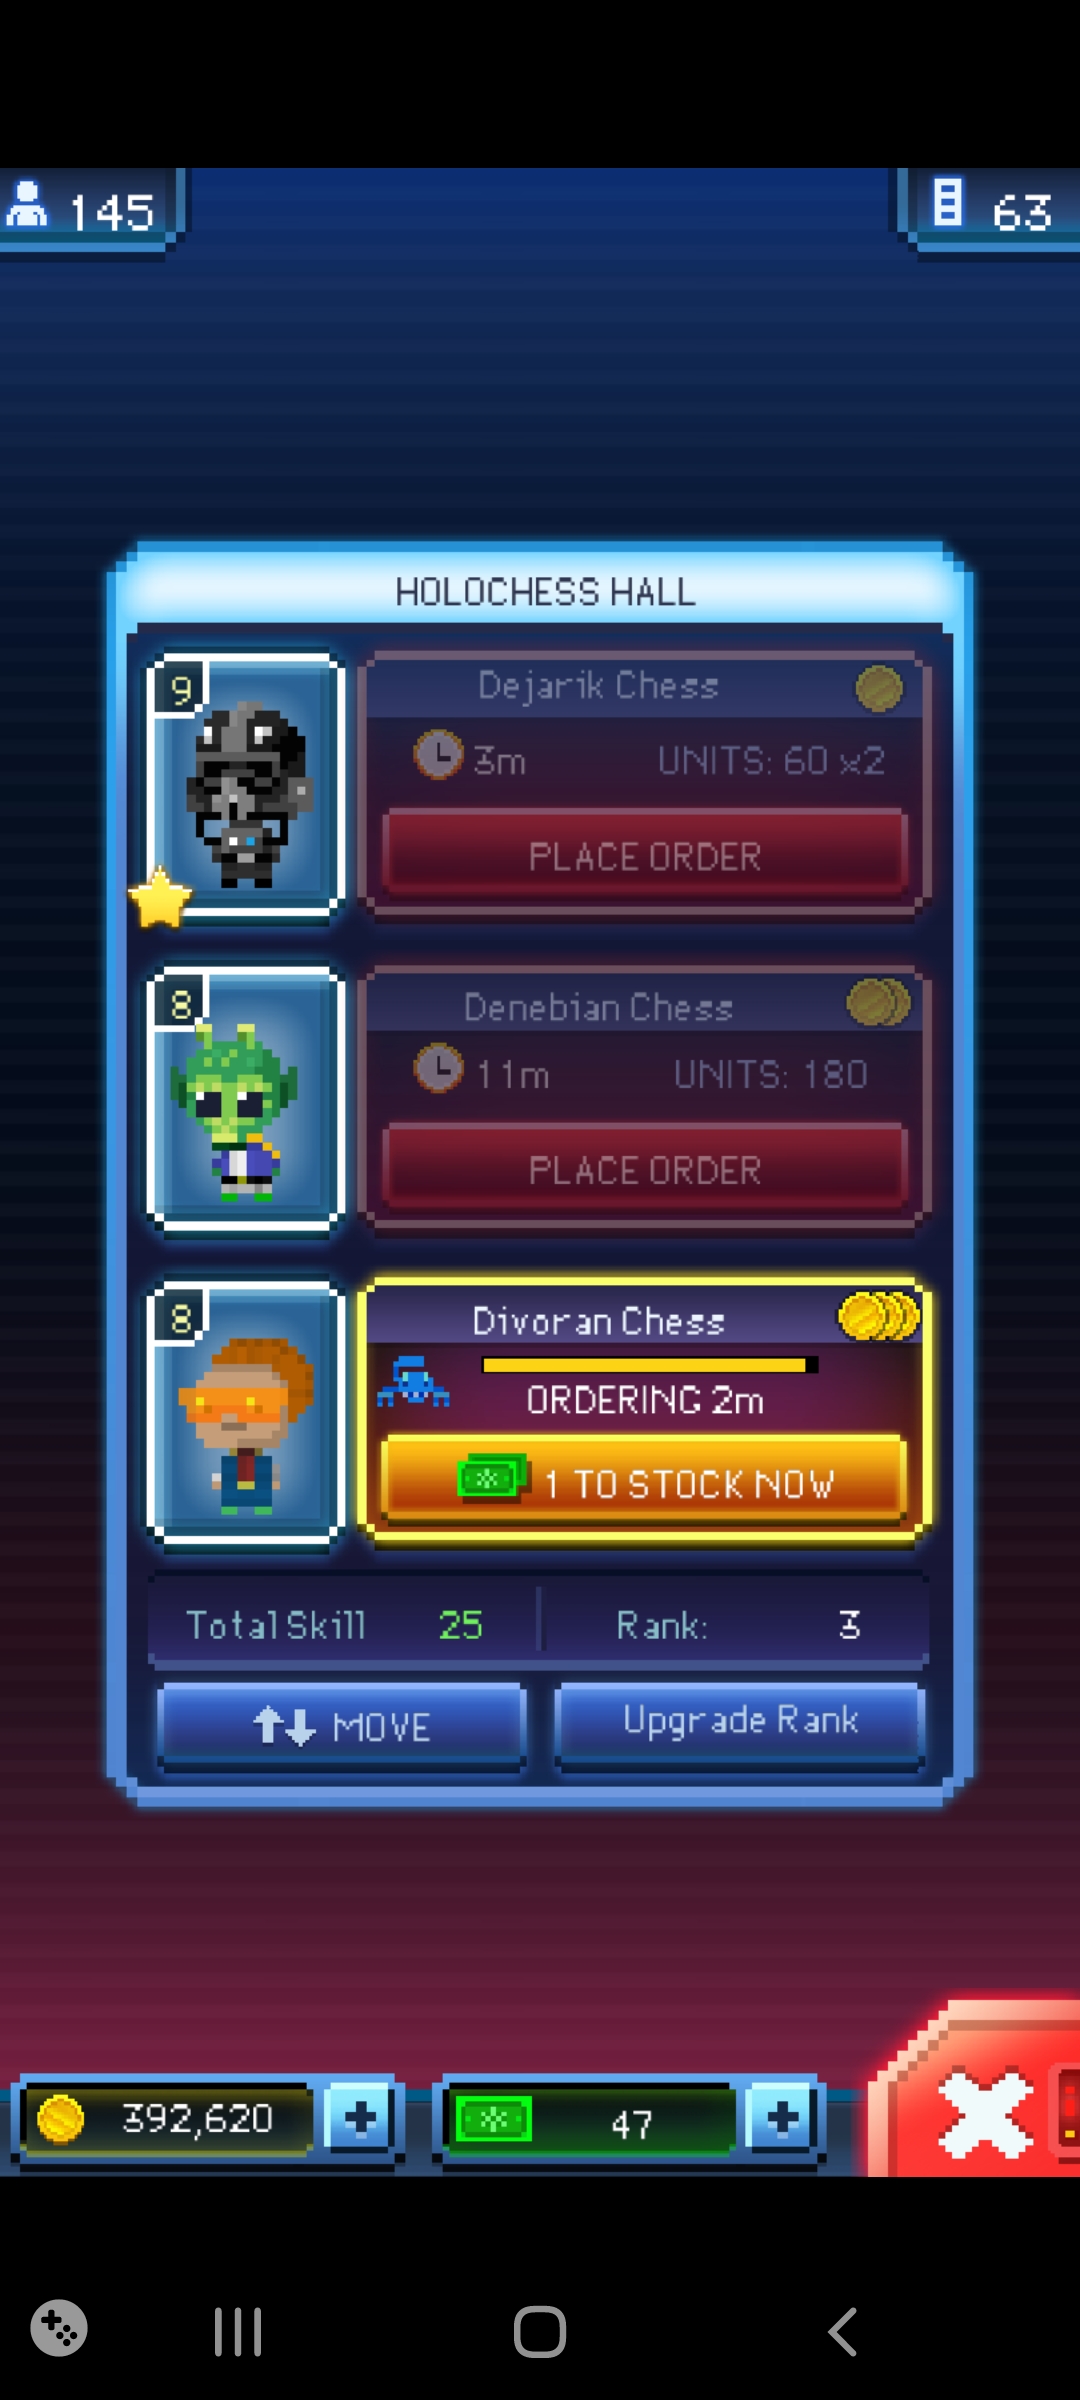 145
63
HOLOCHESS HALL
9
Dejarik Chess
3m UNITS: 60 x2
PLACE ORDER
8
Denebian Chess
11m UNITS: 180
PLACE ORDER
8
Divoran Chess
ORDERING 2m
1 TO STOCK NOW
Total Skill 25 Rank: 3
MOVE Upgrade Rank
392,620 47